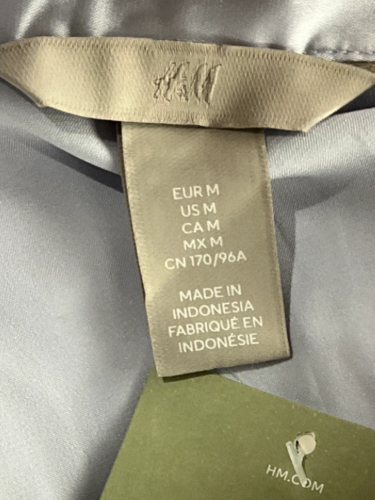 H&M
EUR M
US M
CA M
MX M
CN 170/96A
MADE IN
INDONESIA
FABRIQUÉ EN
INDONÉSIE
HM.COM